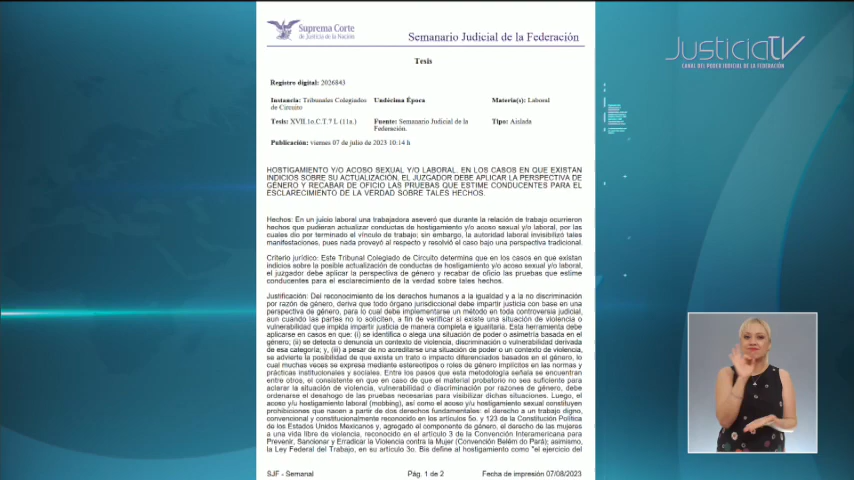 Suprema Corte
de Justicia de la Nación
Semanario Judicial de la Federación
JusticiaTV
CANAL DEL PODER JUDICIAL DE LA FEDERACIÓN
Tesis
Registro digital: 2026843
Instancia: Tribunales Colegiados de Circuito
Undécima Época
Materia(s): Laboral
Tesis: XVII.1o.C.T.7 L (11a.)
Fuente: Semanario Judicial de la Federación.
Tipo: Aislada
Publicación: viernes 07 de julio de 2023 10:14 h
HOSTIGAMIENTO Y/O ACOSO SEXUAL Y/O LABORAL. EN LOS CASOS EN QUE EXISTAN
INDICIOS SOBRE SU ACTUALIZACIÓN, EL JUZGADOR DEBE APLICAR LA PERSPECTIVA DE
GÉNERO Y RECABAR DE OFICIO LAS PRUEBAS QUE ESTIME CONDUCENTES PARA EL
ESCLARECIMIENTO DE LA VERDAD SOBRE TALES HECHOS.
Hechos: En un juicio laboral una trabajadora aseveró que durante la relación de trabajo ocurrieron
hechos que pudieran actualizar conductas de hostigamiento y/o acoso sexual y/o laboral, por
las cuales dio por terminado el vínculo de trabajo; sin embargo, la autoridad laboral invisibilizó tales
manifestaciones, pues nada proveyó al respecto y resolvió el caso bajo una perspectiva tradicional.
Criterio jurídico: Este Tribunal Colegiado de Circuito determina que en los casos en que existan
indicios sobre la posible actualización de conductas de hostigamiento y/o acoso sexual y/o laboral,
el juzgador debe aplicar la perspectiva de género y recabar de oficio las pruebas que estime
conducentes para el esclarecimiento de la verdad sobre tales hechos.
Justificación: Del reconocimiento de los derechos humanos a la igualdad y a la no discriminación
por razón de género, deriva que todo órgano jurisdiccional debe impartir justicia con base en una
perspectiva de género, para lo cual debe implementarse un método en toda controversia judicial,
aun cuando las partes no lo soliciten, a fin de verificar si existe una situación de violencia o
vulnerabilidad que impida impartir justicia de manera completa e igualitaria. Esta herramienta debe
aplicarse en casos en que: (i) se identifica o alega una situación de poder o asimetría basada en el
género; (ii) se detecta o denuncia un contexto de violencia, discriminación o vulnerabilidad derivada
de esa categoría; y, (iii) a pesar de no acreditarse una situación de poder o un contexto de violencia,
se advierte la posibilidad de que exista un trato o impacto diferenciados basados en el género, lo
cual muchas veces se expresa mediante estereotipos o roles de género implícitos en las normas y
prácticas institucionales y sociales. Entre los pasos que esta metodología señala se encuentran
entre otros, el consistente en que en caso de que el material probatorio no sea suficiente para
aclarar la situación de violencia, vulnerabilidad o discriminación por razones de género, debe
ordenarse el desahogo de las pruebas necesarias para visibilizar dichas situaciones. Luego, el
acoso y/u hostigamiento laboral (mobbing), así como el acoso y/u hostigamiento sexual constituyen
prohibiciones que nacen a partir de dos derechos fundamentales: el derecho a un trabajo digno,
convencional y constitucionalmente reconocido en los artículos 5o. y 123 de la Constitución Política
de los Estados Unidos Mexicanos y, agregado el componente de género, el derecho de las mujeres
a una vida libre de violencia, reconocido en el artículo 3 de la Convención Interamericana para
Prevenir, Sancionar y Erradicar la Violencia contra la Mujer (Convención Belém do Pará); asimismo,
la Ley Federal del Trabajo, en su artículo 3o. Bis define al hostigamiento como "el ejercicio del
SJF - Semanal
Pág. 1 de 2
Fecha de impresión 07/08/2023